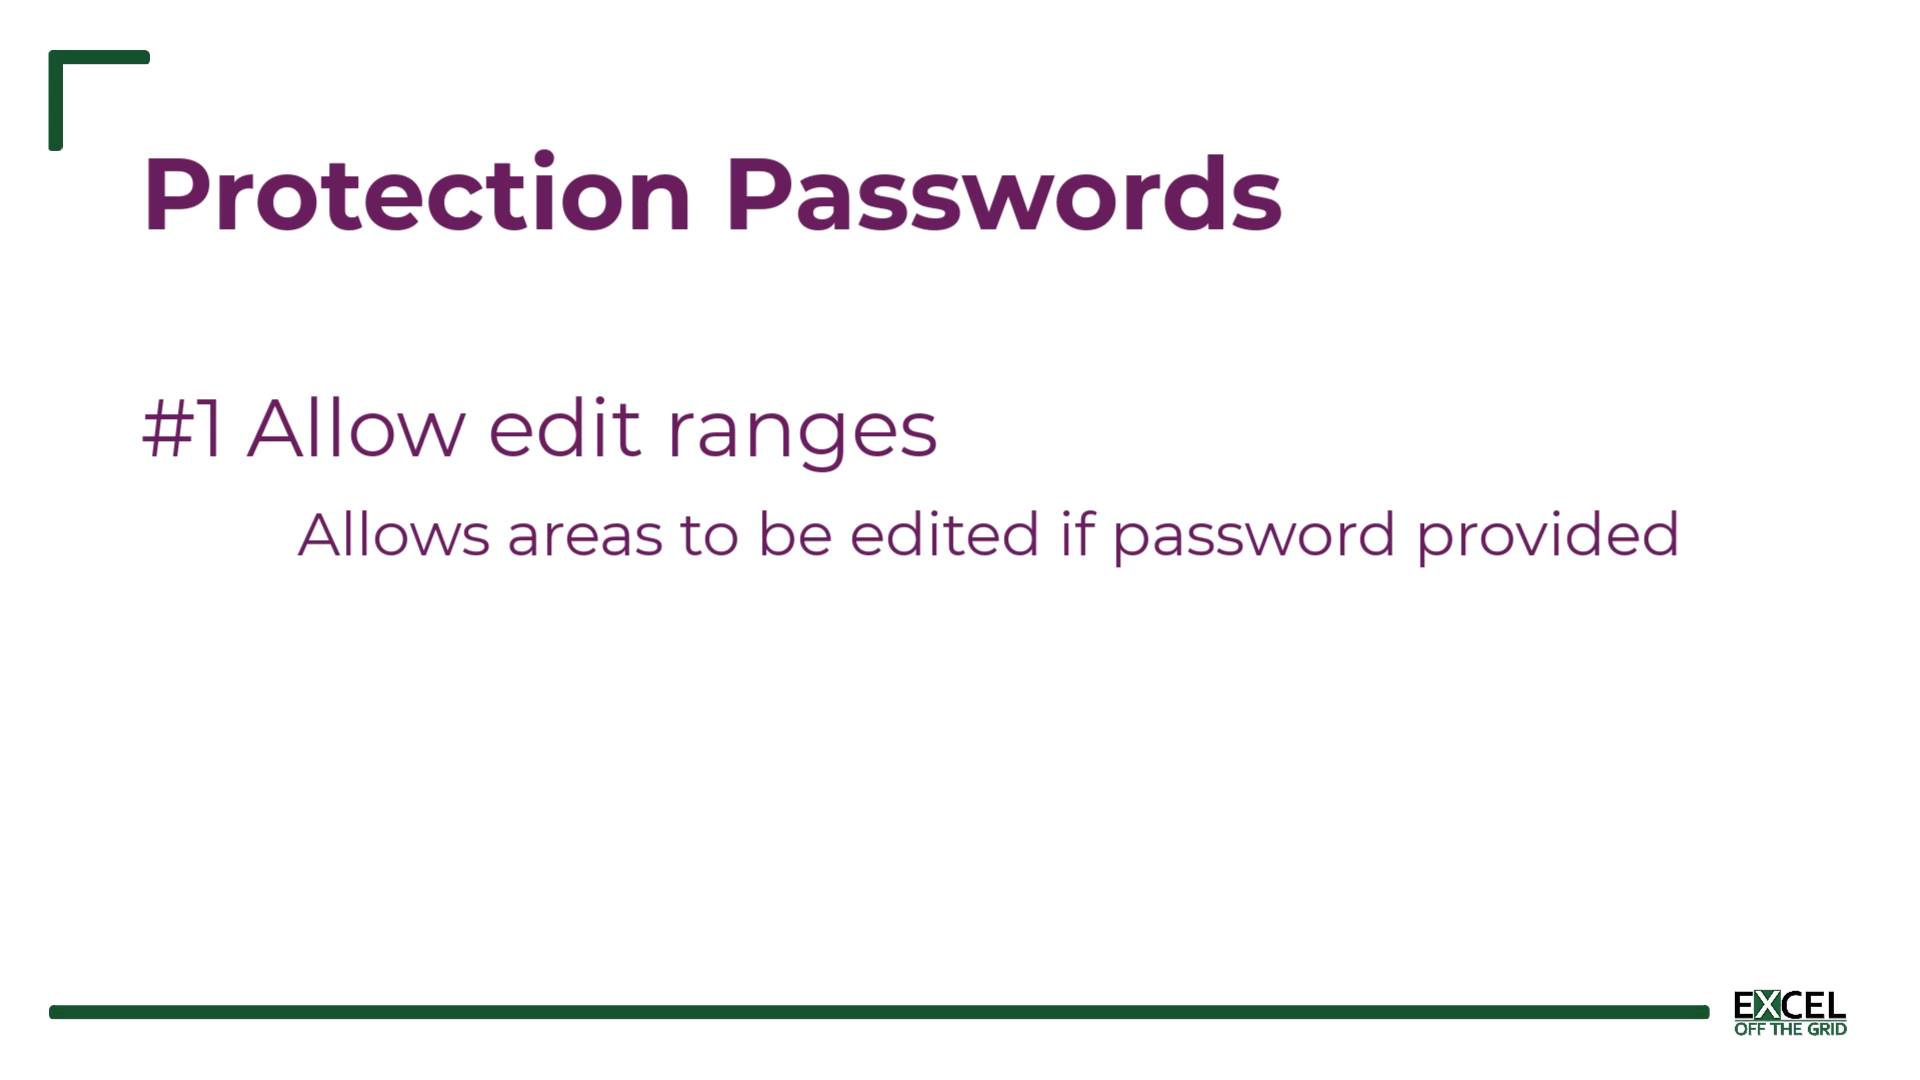 Protection Passwords
#1 Allow edit ranges
Allows areas to be edited if password provided
EXCEL
OFF THE GRID